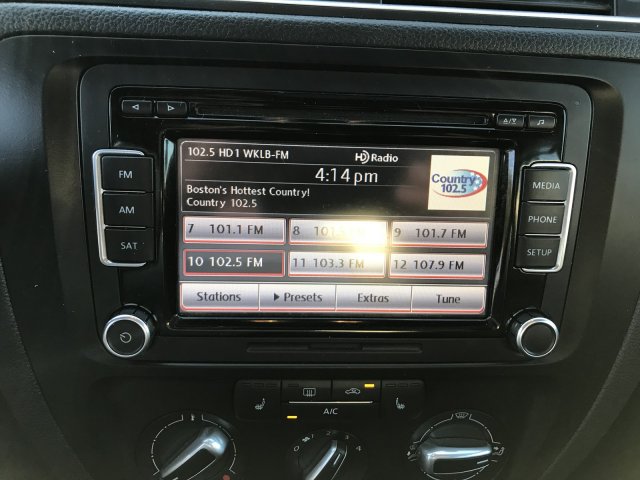 102.5 HD1 WKLB-FM HD Radio
4:14 pm
Boston's Hottest Country!
Country 102.5
Country
102.5
FM
AM
SAT
MEDIA
PHONE
SETUP
7 101.1 FM
8 FM
9 101.7 FM
10 102.5 FM
11 103.3 FM
12 107.9 FM
Stations
Presets
Extras
Tune
A/C